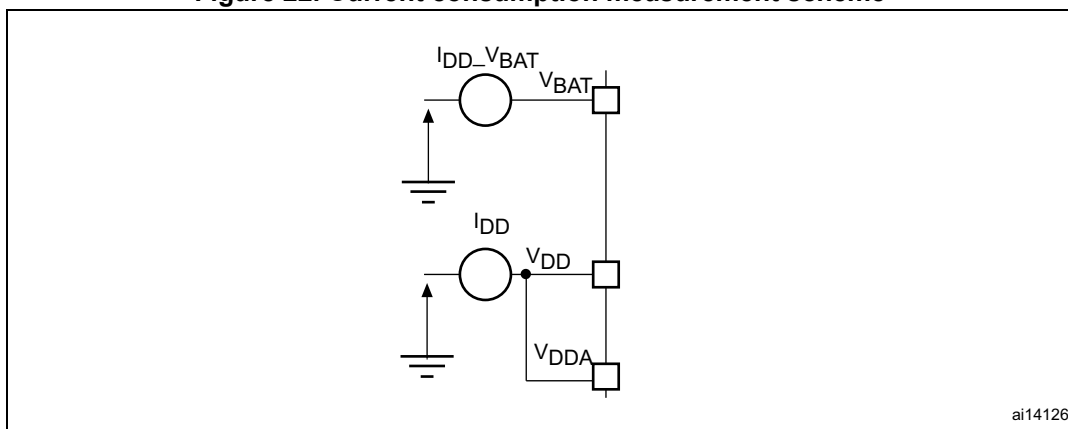 Figure 22. Current consumption measurement scheme
IDD_VBAT
VBAT
IDD
VDD
VDDA
ai14126